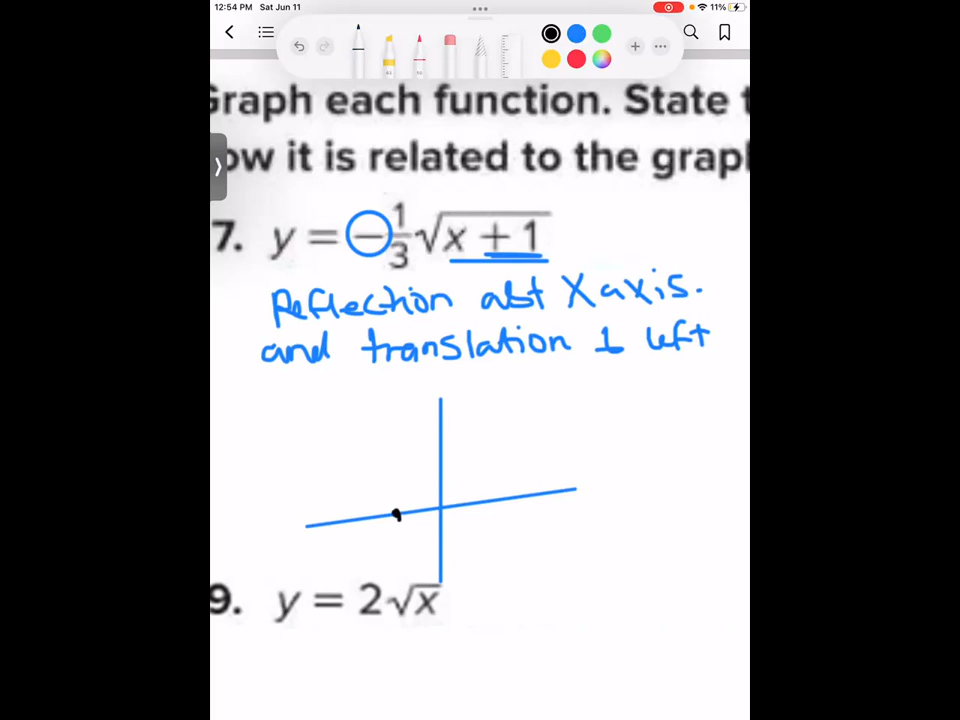 12:54 PM Sat Jun 11
11%
Graph each function. State t
ow it is related to the grap
7. y = −1/3√x + 1
Reflection abt X axis.
and translation 1 left
9. y = 2√x